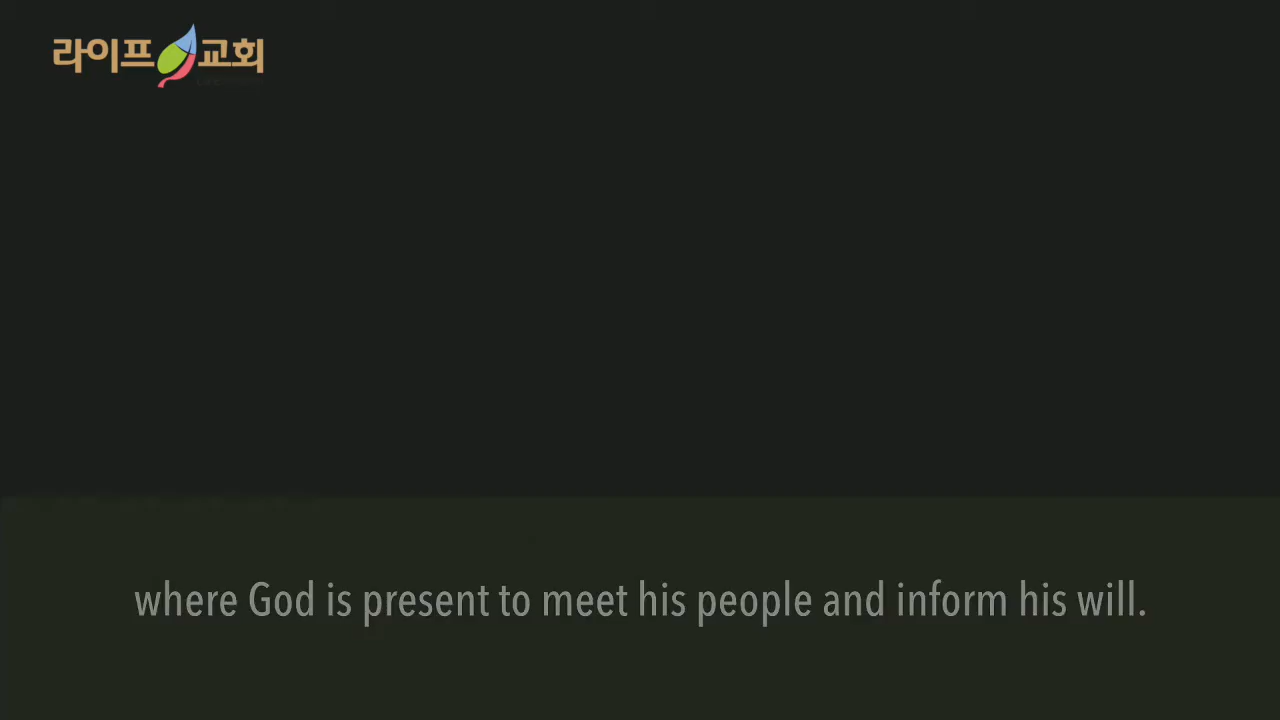 라이프교회
where God is present to meet his people and inform his will.